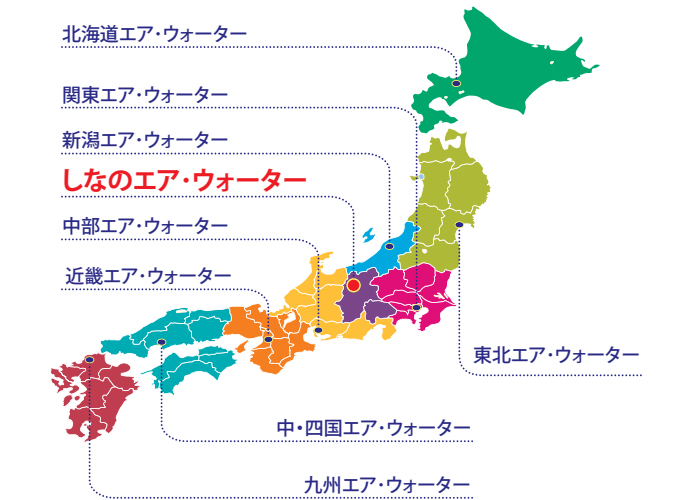 北海道エア・ウォーター
関東エア・ウォーター
新潟エア・ウォーター
しなのエア・ウォーター
中部エア・ウォーター
近畿エア・ウォーター
東北エア・ウォーター
中・四国エア・ウォーター
九州エア・ウォーター